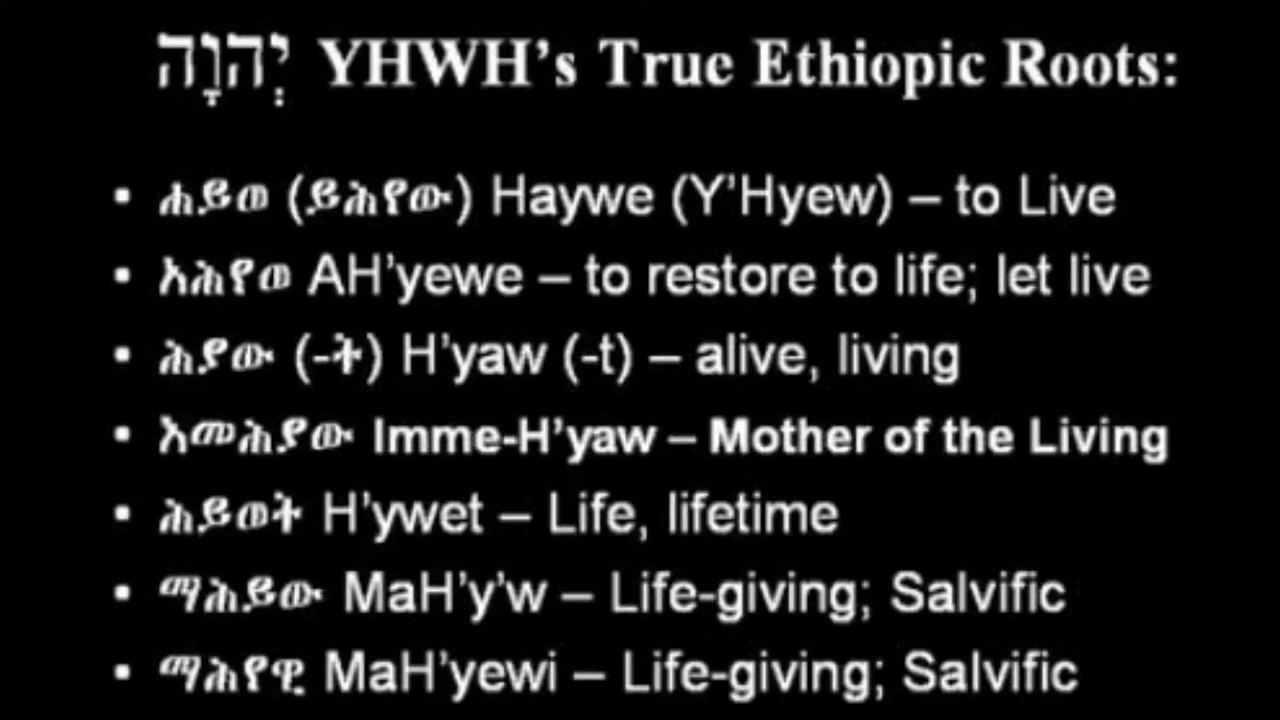 יְהוָה YHWH’s True Ethiopic Roots:
▪ ሐይወ (ይሕየው) Haywe (Y’Hyew) – to Live
▪ አሕየወ AH’yewe – to restore to life; let live
▪ ሕያው (-ት) H’yaw (-t) – alive, living
▪ እመሕያው Imme-H’yaw – Mother of the Living
▪ ሕይወት H’ywet – Life, lifetime
▪ ማሕይው MaH’y’w – Life-giving; Salvific
▪ ማሕየዊ MaH’yewi – Life-giving; Salvific